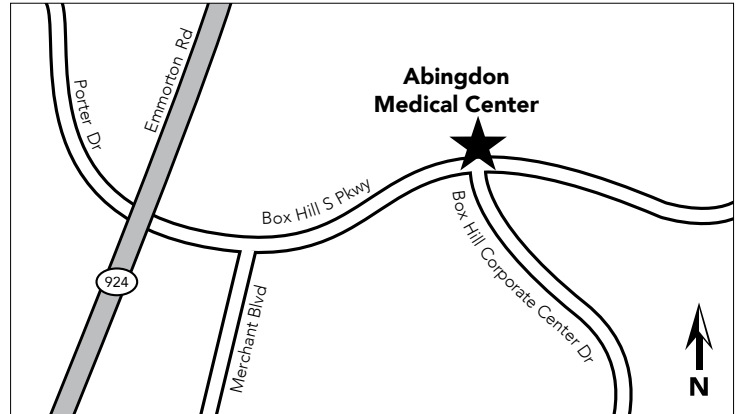 Emmorton Rd
Porter Dr
Abingdon
Medical Center
Box Hill S Pkwy
Box Hill Corporate Center Dr
924
Merchant Blvd
N